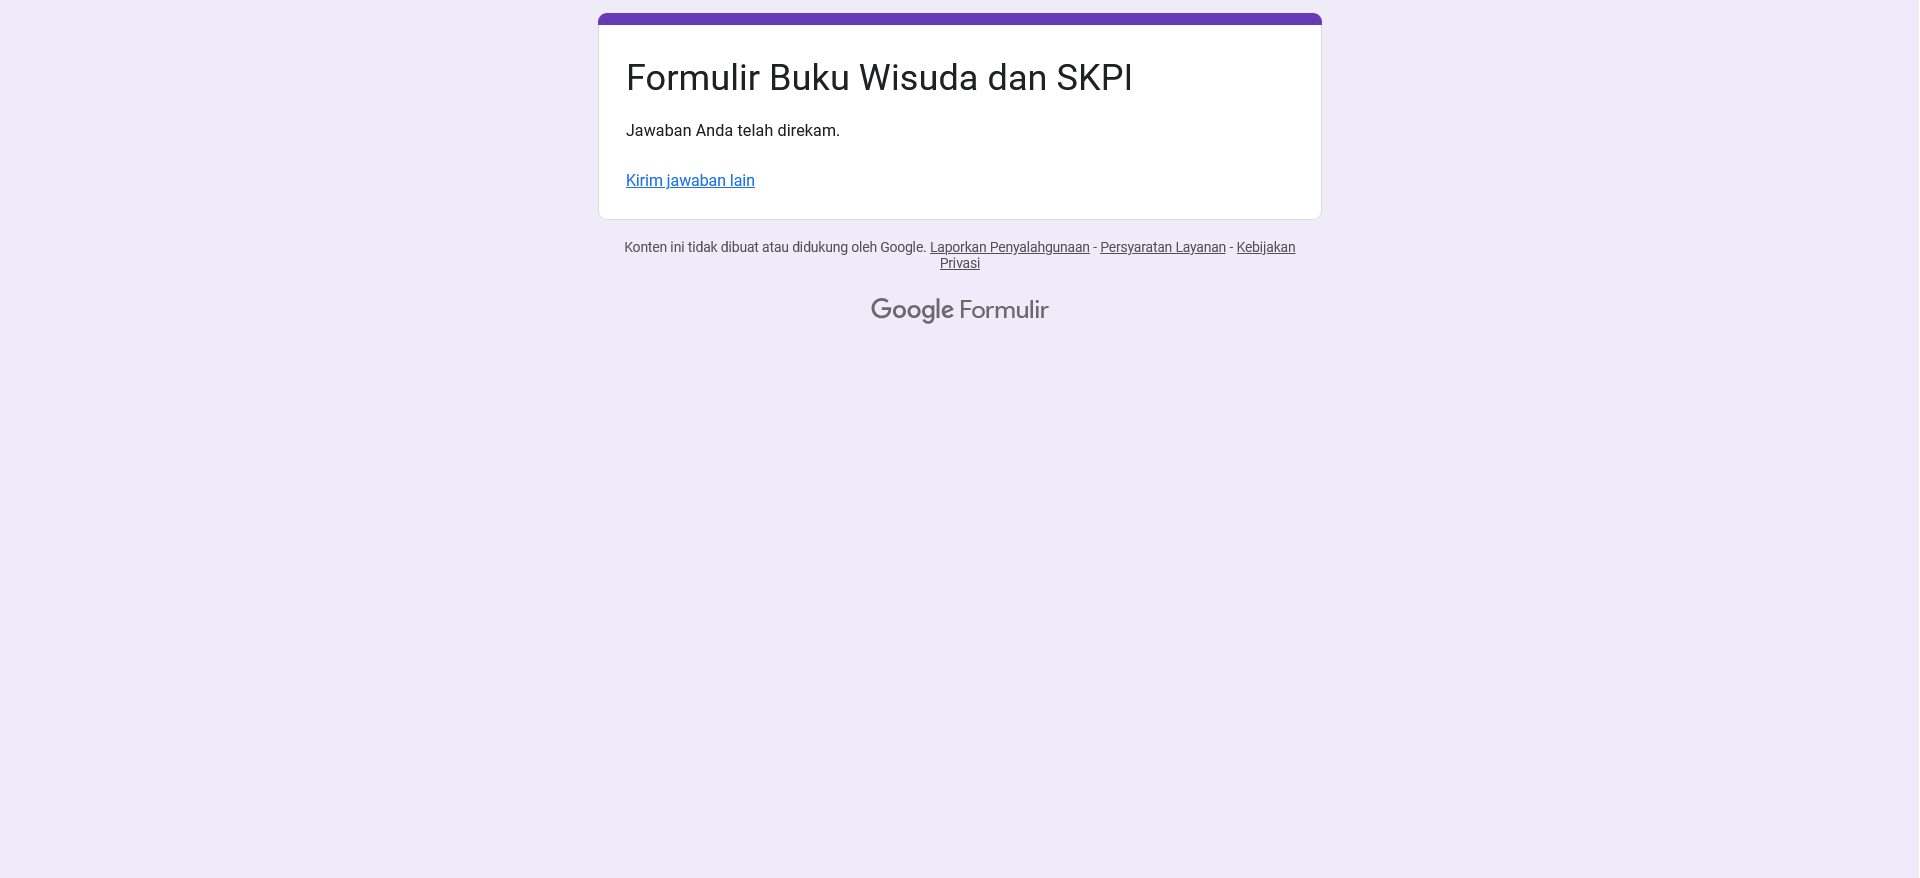 Formulir Buku Wisuda dan SKPI
Jawaban Anda telah direkam.
Kirim jawaban lain
Konten ini tidak dibuat atau didukung oleh Google. Laporkan Penyalahgunaan - Persyaratan Layanan - Kebijakan
Privasi
Google Formulir